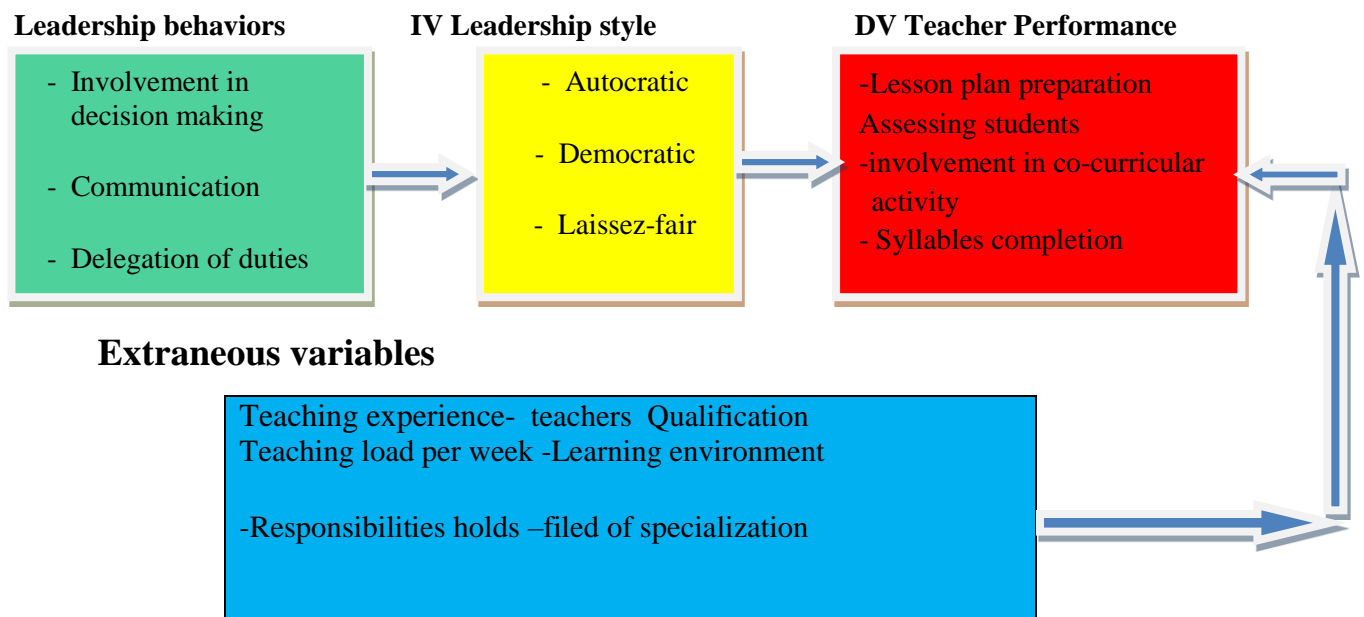 Leadership behaviors
- Involvement in
decision making
- Communication
- Delegation of duties
IV Leadership style
- Autocratic
- Democratic
- Laissez-fair
DV Teacher Performance
-Lesson plan preparation
Assessing students
-involvement in co-curricular
activity
- Syllables completion
Extraneous variables
Teaching experience- teachers Qualification
Teaching load per week -Learning environment
-Responsibilities holds –filed of specialization